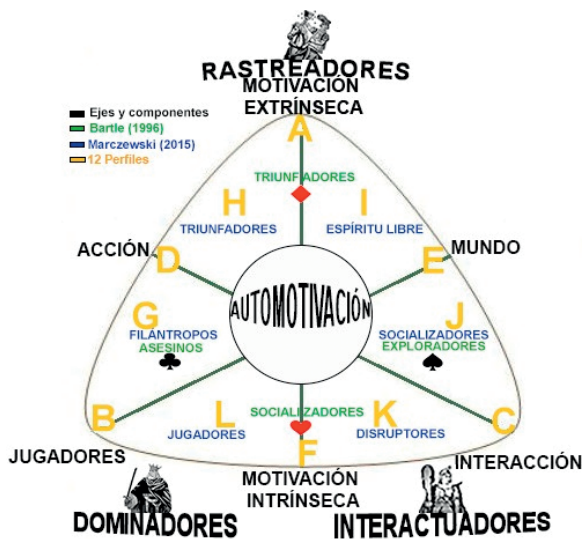 RASTREADORES
MOTIVACIÓN
EXTRÍNSECA
Ejes y componentes
Bartle (1996)
Marczewski (2015)
12 Perfiles
A
TRIUNFADORES
H
I
TRIUNFADORES
ESPÍRITU LIBRE
ACCIÓN
MUNDO
D
E
AUTOMOTIVACIÓN
G
J
FILÁNTROPOS
SOCIALIZADORES
ASESINOS
EXPLORADORES
B
L
SOCIALIZADORES
K
C
JUGADORES
DISRUPTORES
F
JUGADORES
MOTIVACIÓN
INTRÍNSECA
INTERACCIÓN
DOMINADORES
INTERACTUADORES